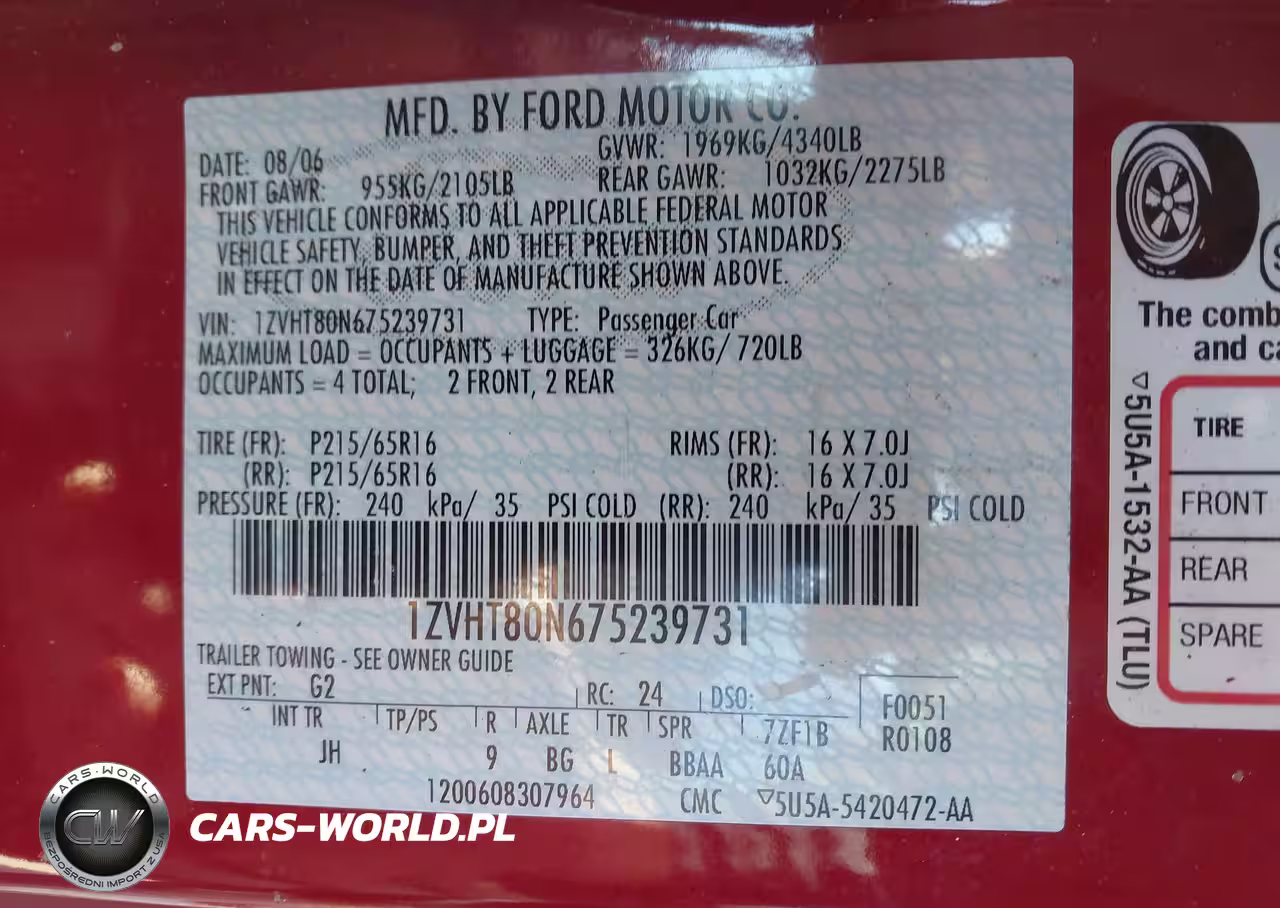 MFD. BY FORD MOTOR CO.
DATE: 08/06 GVWR: 1969KG/4340LB
FRONT GAWR: 955KG/2105LB REAR GAWR: 1032KG/2275LB
THIS VEHICLE CONFORMS TO ALL APPLICABLE FEDERAL MOTOR
VEHICLE SAFETY, BUMPER, AND THEFT PREVENTION STANDARDS
IN EFFECT ON THE DATE OF MANUFACTURE SHOWN ABOVE.
VIN: 1ZVHT80N675239731 TYPE: Passenger Car
MAXIMUM LOAD = OCCUPANTS + LUGGAGE = 326KG/ 720LB
OCCUPANTS = 4 TOTAL; 2 FRONT, 2 REAR
TIRE (FR): P215/65R16 RIMS (FR): 16 X 7.0J
(RR): P215/65R16 (RR): 16 X 7.0J
PRESSURE (FR): 240 kPa/ 35 PSI COLD (RR): 240 kPa/ 35 PSI COLD
1ZVHT80N675239731
TRAILER TOWING - SEE OWNER GUIDE
EXT PNT: G2 RC: 24 DSO: F0051
INT TR TP/PS R AXLE TR SPR 7ZF1B R0108
JH 9 BG L BBAA 60A
1200608307964 CMC ▽5U5A-5420472-AA
The comb
and ca
▽5U5A-1532-AA (TLU)
TIRE
FRONT
REAR
SPARE
CARS-WORLD
CW
BEZPOŚREDNI IMPORT Z USA
CARS-WORLD.PL